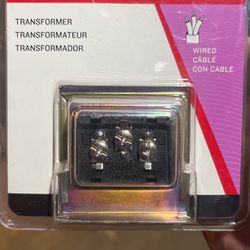 TRANSFORMER
TRANSFORMATEUR
TRANSFORMADOR
WIRED
CÂBLÉ
CON CABLE